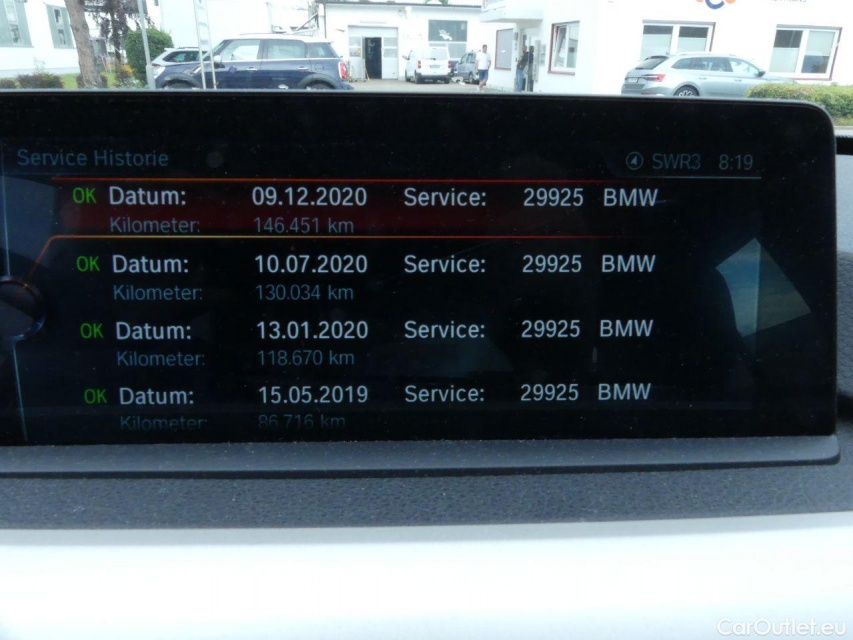 Service Historie SWR3 8:19
OK Datum: 09.12.2020 Service: 29925 BMW
Kilometer: 146.451 km
OK Datum: 10.07.2020 Service: 29925 BMW
Kilometer: 130.034 km
OK Datum: 13.01.2020 Service: 29925 BMW
Kilometer: 118.670 km
OK Datum: 15.05.2019 Service: 29925 BMW
Kilometer: 86.716 km
CarOutlet.eu